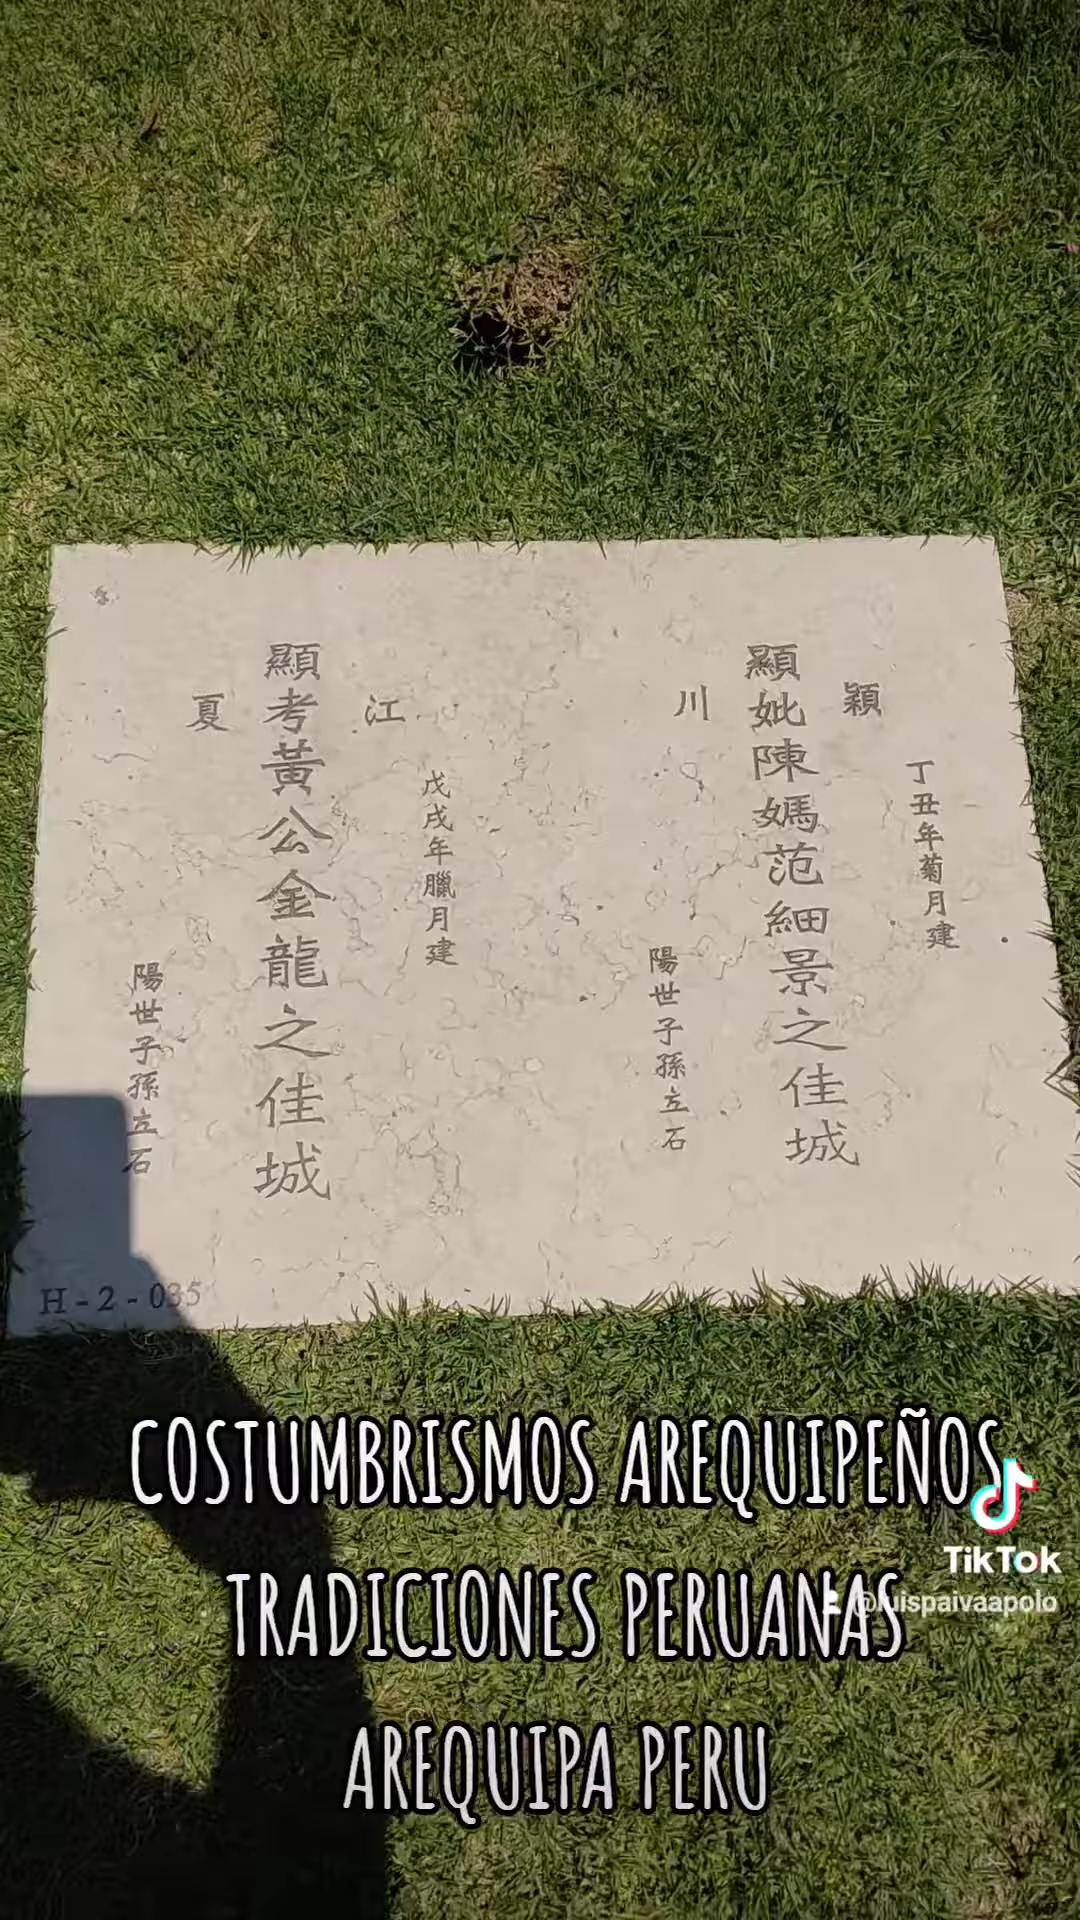 穎川
丁丑年菊月建
顯妣陳媽范細景之佳城
陽世子孫立石
江夏
戊戌年臘月建
顯考黃公金龍之佳城
陽世子孫立石
H-2-035
COSTUMBRISMOS AREQUIPEÑOS
TRADICIONES PERUANAS
AREQUIPA PERU
TikTok
@luispaivaapolo